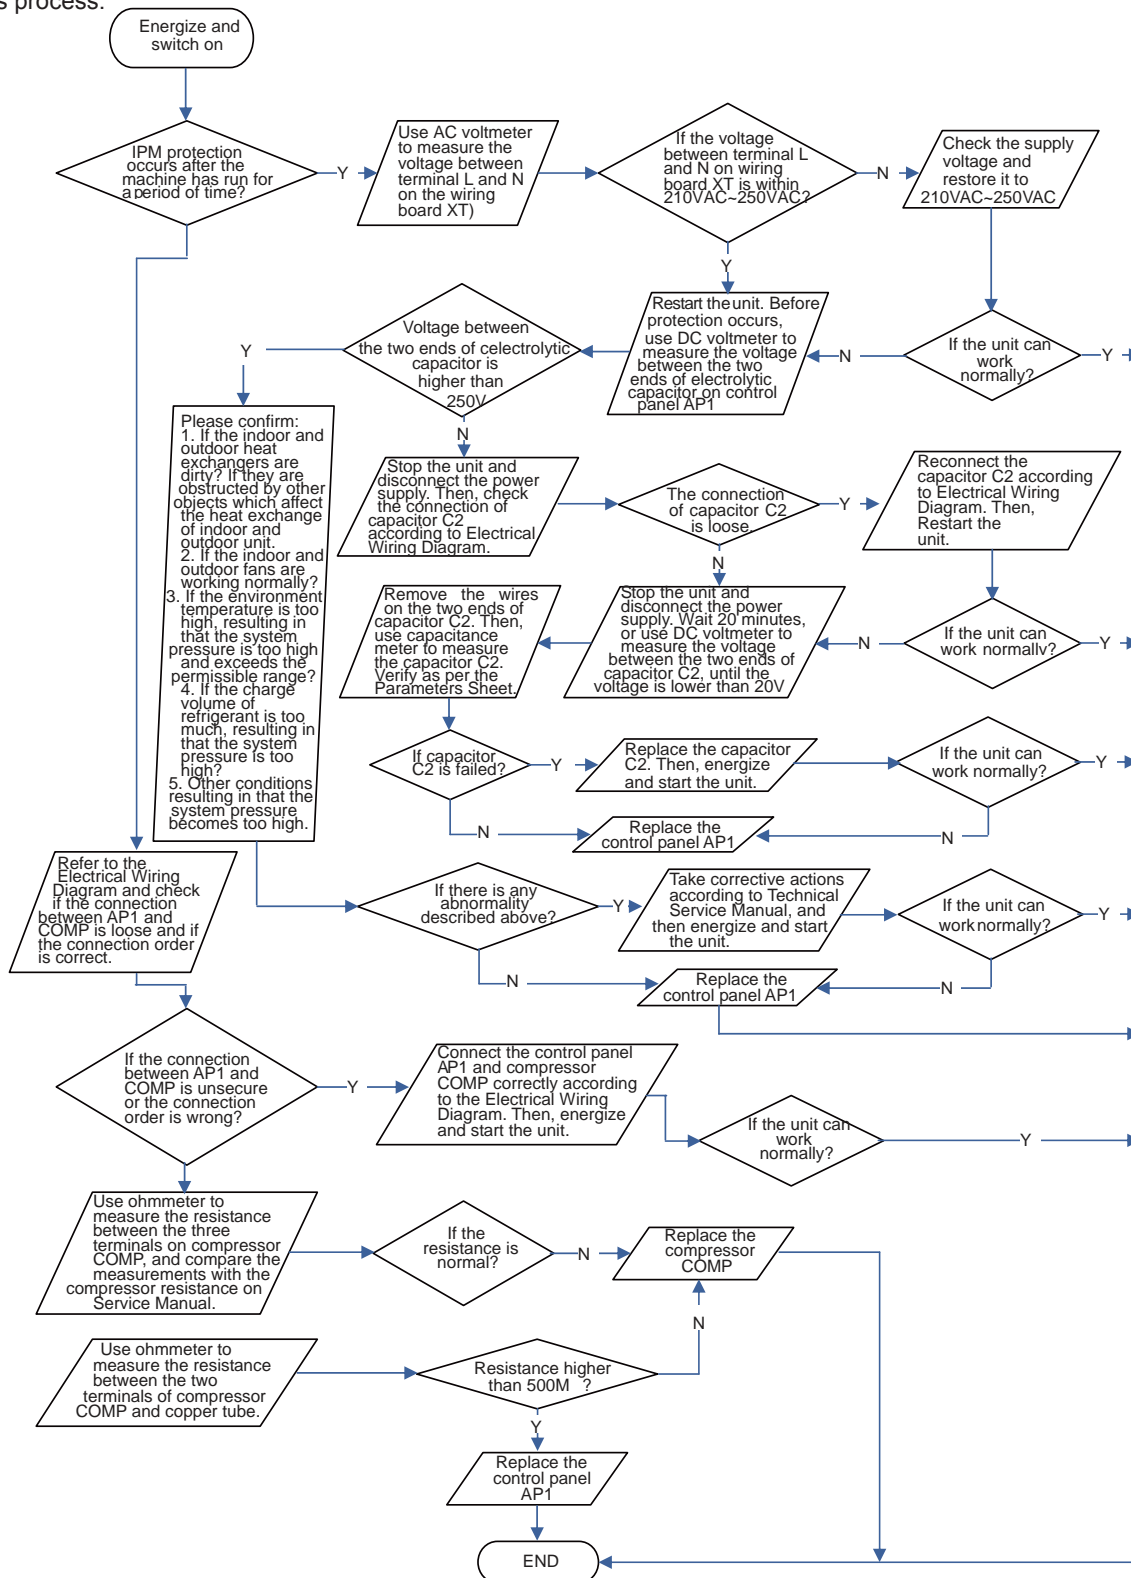 s process.
Energize and
switch on
IPM protection
occurs after the
machine has run for
a period of time?
Y
Use AC voltmeter
to measure the
voltage between
terminal L and N
on the wiring
board XT)
If the voltage
between terminal L
and N on wiring
board XT is within
210VAC~250VAC?
N
Check the supply
voltage and
restore it to
210VAC~250VAC
Y
Restart the unit. Before
protection occurs,
use DC voltmeter to
measure the voltage
between the two
ends of electrolytic
capacitor on control
panel AP1
N
If the unit can
work
normally?
Y
Voltage between
the two ends of celectrolytic
capacitor is
higher than
250V
Y
N
Please confirm:
1. If the indoor and
outdoor heat
exchangers are
dirty? If they are
obstructed by other
objects which affect
the heat exchange
of indoor and
outdoor unit.
2. If the indoor and
outdoor fans are
working normally?
3. If the environment
temperature is too
high, resulting in
that the system
pressure is too high
and exceeds the
permissible range?
4. If the charge
volume of
refrigerant is too
much, resulting in
that the system
pressure is too
high?
5. Other conditions
resulting in that the
system pressure
becomes too high.
Stop the unit and
disconnect the power
supply. Then, check
the connection of
capacitor C2
according to Electrical
Wiring Diagram.
The connection
of capacitor C2
is loose.
Y
Reconnect the
capacitor C2 according
to Electrical Wiring
Diagram. Then,
Restart the
unit.
N
Remove the wires
on the two ends of
capacitor C2. Then,
use capacitance
meter to measure
the capacitor C2.
Verify as per the
Parameters Sheet.
Stop the unit and
disconnect the power
supply. Wait 20 minutes,
or use DC voltmeter to
measure the voltage
between the two ends of
capacitor C2, until the
voltage is lower than 20V
N
If the unit can
work normally?
Y
If capacitor
C2 is failed?
Y
Replace the capacitor
C2. Then, energize
and start the unit.
If the unit can
work normally?
Y
N
Replace the
control panel AP1
N
Refer to the
Electrical Wiring
Diagram and check
if the connection
between AP1 and
COMP is loose and if
the connection order
is correct.
If there is any
abnormality
described above?
Y
Take corrective actions
according to Technical
Service Manual, and
then energize and start
the unit.
If the unit can
work normally?
Y
N
Replace the
control panel AP1
N
If the connection
between AP1 and
COMP is unsecure
or the connection
order is wrong?
Y
Connect the control panel
AP1 and compressor
COMP correctly according
to the Electrical Wiring
Diagram. Then, energize
and start the unit.
If the unit can
work
normally?
Y
Use ohmmeter to
measure the resistance
between the three
terminals on compressor
COMP, and compare the
measurements with the
compressor resistance on
Service Manual.
If the
resistance is
normal?
N
Replace the
compressor
COMP
N
Use ohmmeter to
measure the resistance
between the two
terminals of compressor
COMP and copper tube.
Resistance higher
than 500M ?
Y
Replace the
control panel
AP1
END